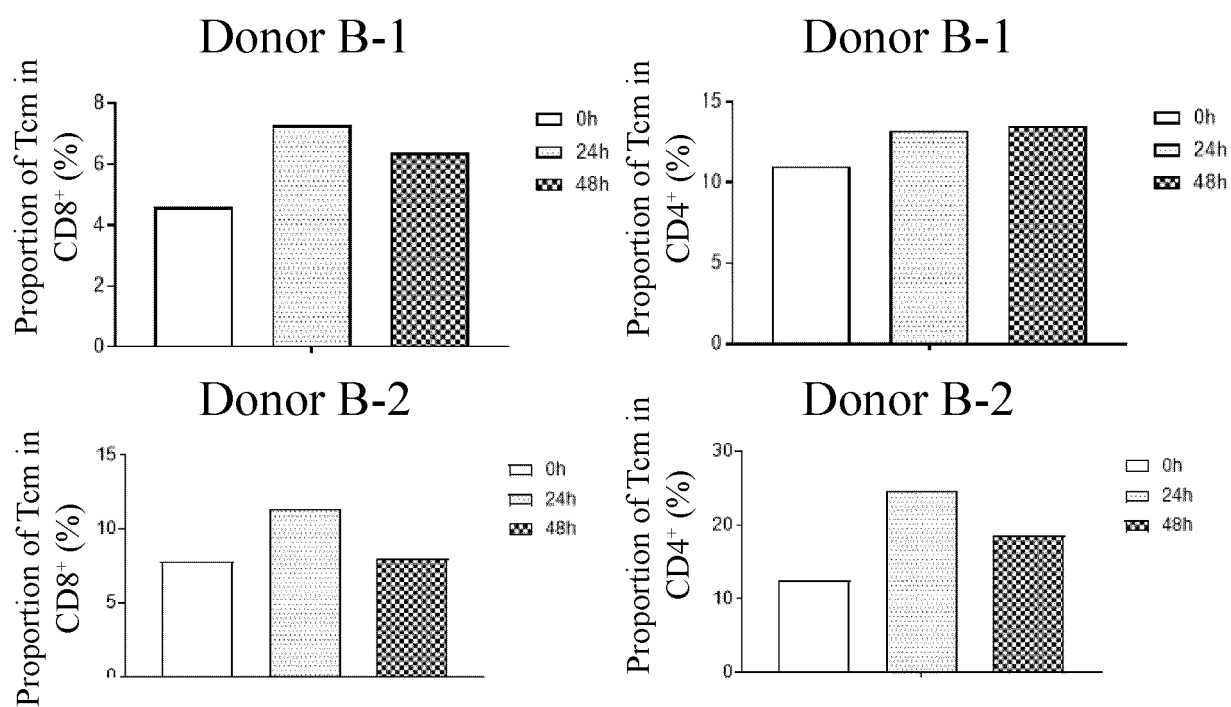 Donor B-1
Proportion of Tcm in
CD8⁺ (%)
8
6
4
2
0
0h
24h
48h
Donor B-1
Proportion of Tcm in
CD4⁺ (%)
15
10
5
0
0h
24h
48h
Donor B-2
Proportion of Tcm in
CD8⁺ (%)
15
10
5
0
0h
24h
48h
Donor B-2
Proportion of Tcm in
CD4⁺ (%)
30
20
10
0
0h
24h
48h